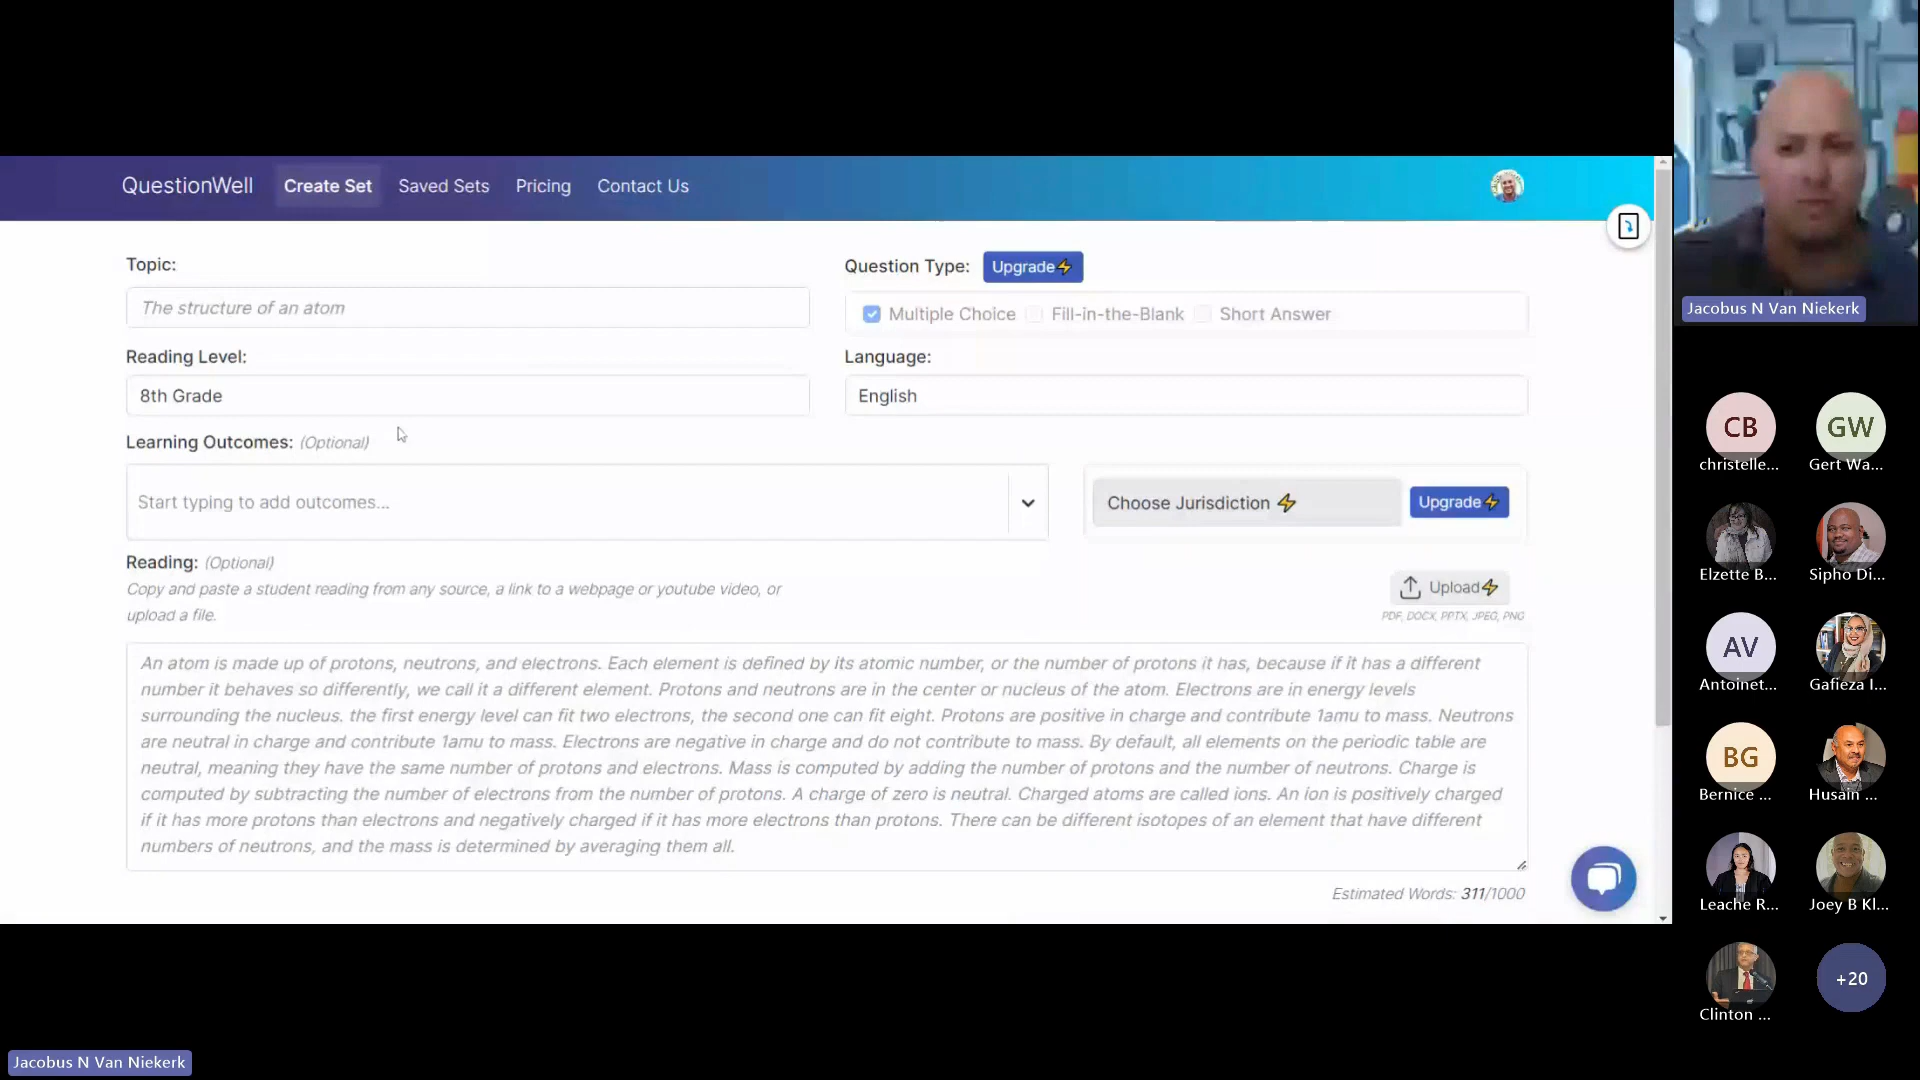 QuestionWell Create Set Saved Sets Pricing Contact Us
Topic:
The structure of an atom
Question Type: Upgrade⚡
Multiple Choice Fill-in-the-Blank Short Answer
Reading Level:
8th Grade
Language:
English
Learning Outcomes: (Optional)
Start typing to add outcomes...
Choose Jurisdiction ⚡ Upgrade⚡
Reading: (Optional)
Copy and paste a student reading from any source, a link to a webpage or youtube video, or
upload a file.
Upload⚡
PDF, DOCX, PPTX, JPEG, PNG
An atom is made up of protons, neutrons, and electrons. Each element is defined by its atomic number, or the number of protons it has, because if it has a different
number it behaves so differently, we call it a different element. Protons and neutrons are in the center or nucleus of the atom. Electrons are in energy levels
surrounding the nucleus. the first energy level can fit two electrons, the second one can fit eight. Protons are positive in charge and contribute 1amu to mass. Neutrons
are neutral in charge and contribute 1amu to mass. Electrons are negative in charge and do not contribute to mass. By default, all elements on the periodic table are
neutral, meaning they have the same number of protons and electrons. Mass is computed by adding the number of protons and the number of neutrons. Charge is
computed by subtracting the number of electrons from the number of protons. A charge of zero is neutral. Charged atoms are called ions. An ion is positively charged
if it has more protons than electrons and negatively charged if it has more electrons than protons. There can be different isotopes of an element that have different
numbers of neutrons, and the mass is determined by averaging them all.
Estimated Words: 311/1000
Jacobus N Van Niekerk
Jacobus N Van Niekerk
CB GW
christelle... Gert Wa...
Elzette B... Sipho Di...
AV
Antoinet... Gafieza I...
BG
Bernice ... Husain ...
Leache R... Joey B Kl...
+20
Clinton ...